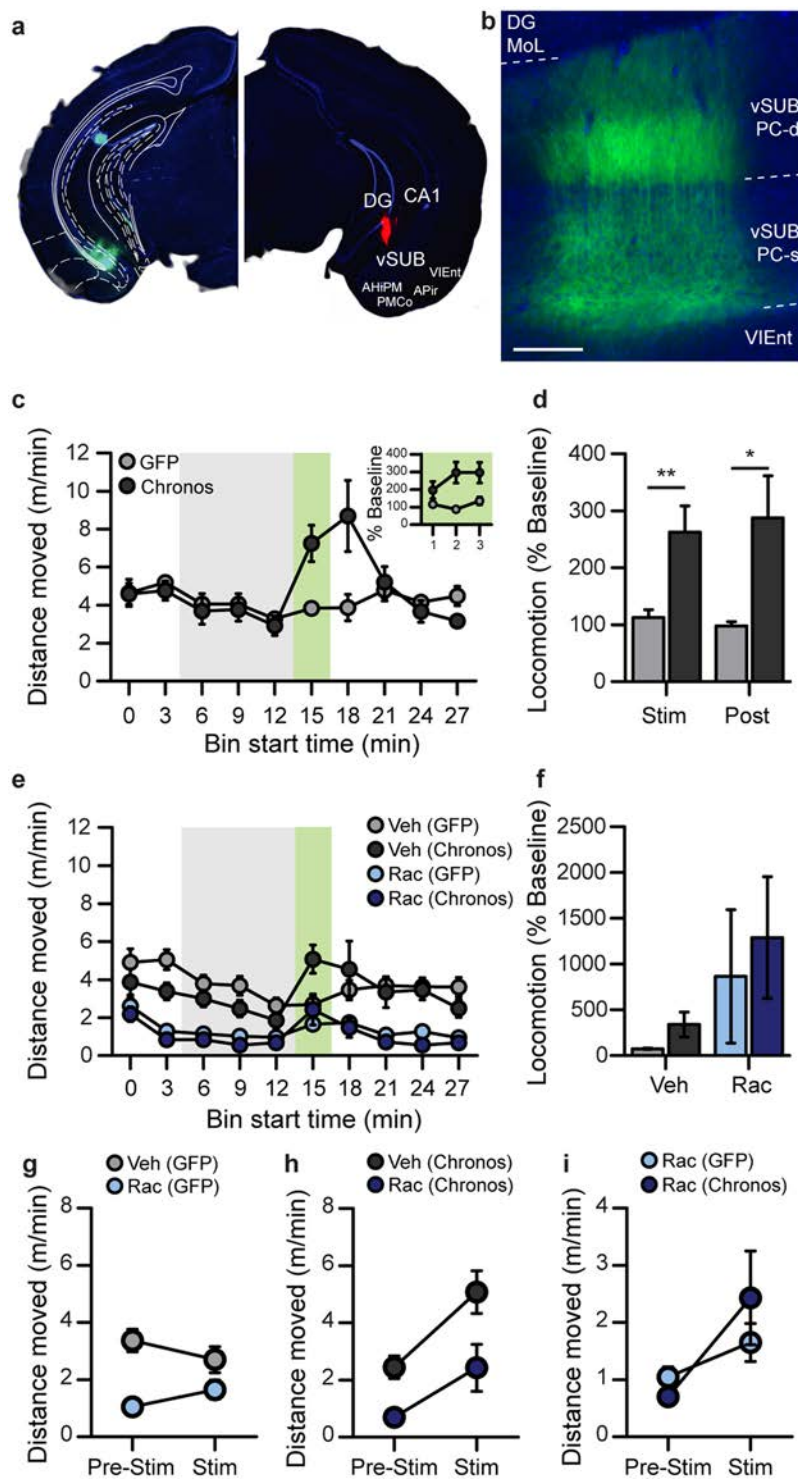 a
DG
CA1
vSUB
VIEnt
AHiPM
APir
PMCo
b
DG
MoL
vSUB
PC-d
vSUB
PC-s
VIEnt
c
Distance moved (m/min)
12
10
8
6
4
2
0
GFP
Chronos
% Baseline
400
300
200
100
0
1 2 3
0 3 6 9 12 15 18 21 24 27
Bin start time (min)
d
Locomotion (% Baseline)
400
300
200
100
0
**
*
Stim Post
e
Distance moved (m/min)
12
10
8
6
4
2
0
Veh (GFP)
Veh (Chronos)
Rac (GFP)
Rac (Chronos)
0 3 6 9 12 15 18 21 24 27
Bin start time (min)
f
Locomotion (% Baseline)
2500
2000
1500
1000
500
0
Veh Rac
g
Veh (GFP)
Rac (GFP)
Distance moved (m/min)
8
6
4
2
0
Pre-Stim Stim
h
Veh (Chronos)
Rac (Chronos)
Distance moved (m/min)
8
6
4
2
0
Pre-Stim Stim
i
Rac (GFP)
Rac (Chronos)
Distance moved (m/min)
4
3
2
1
0
Pre-Stim Stim